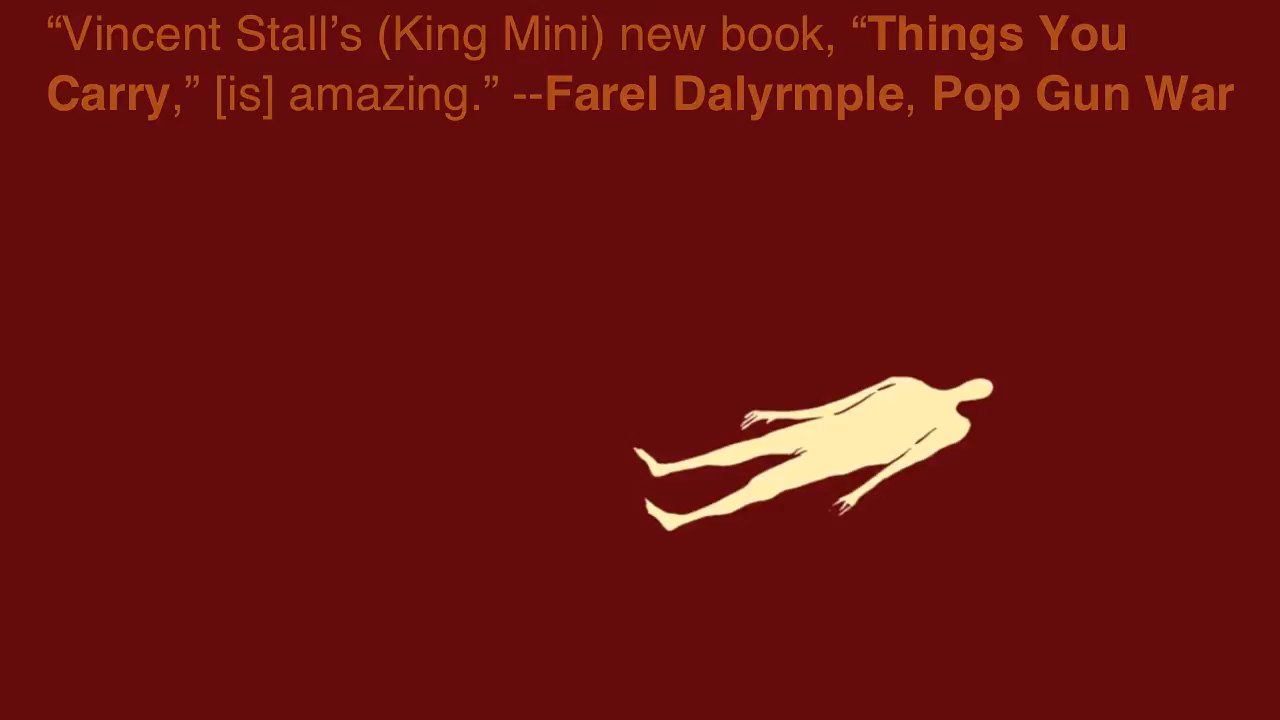 “Vincent Stall’s (King Mini) new book, “Things You
Carry,” [is] amazing.” --Farel Dalyrmple, Pop Gun War